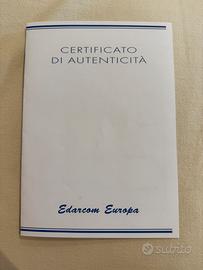 CERTIFICATO
DI AUTENTICITÀ
Edarcom Europa
subito